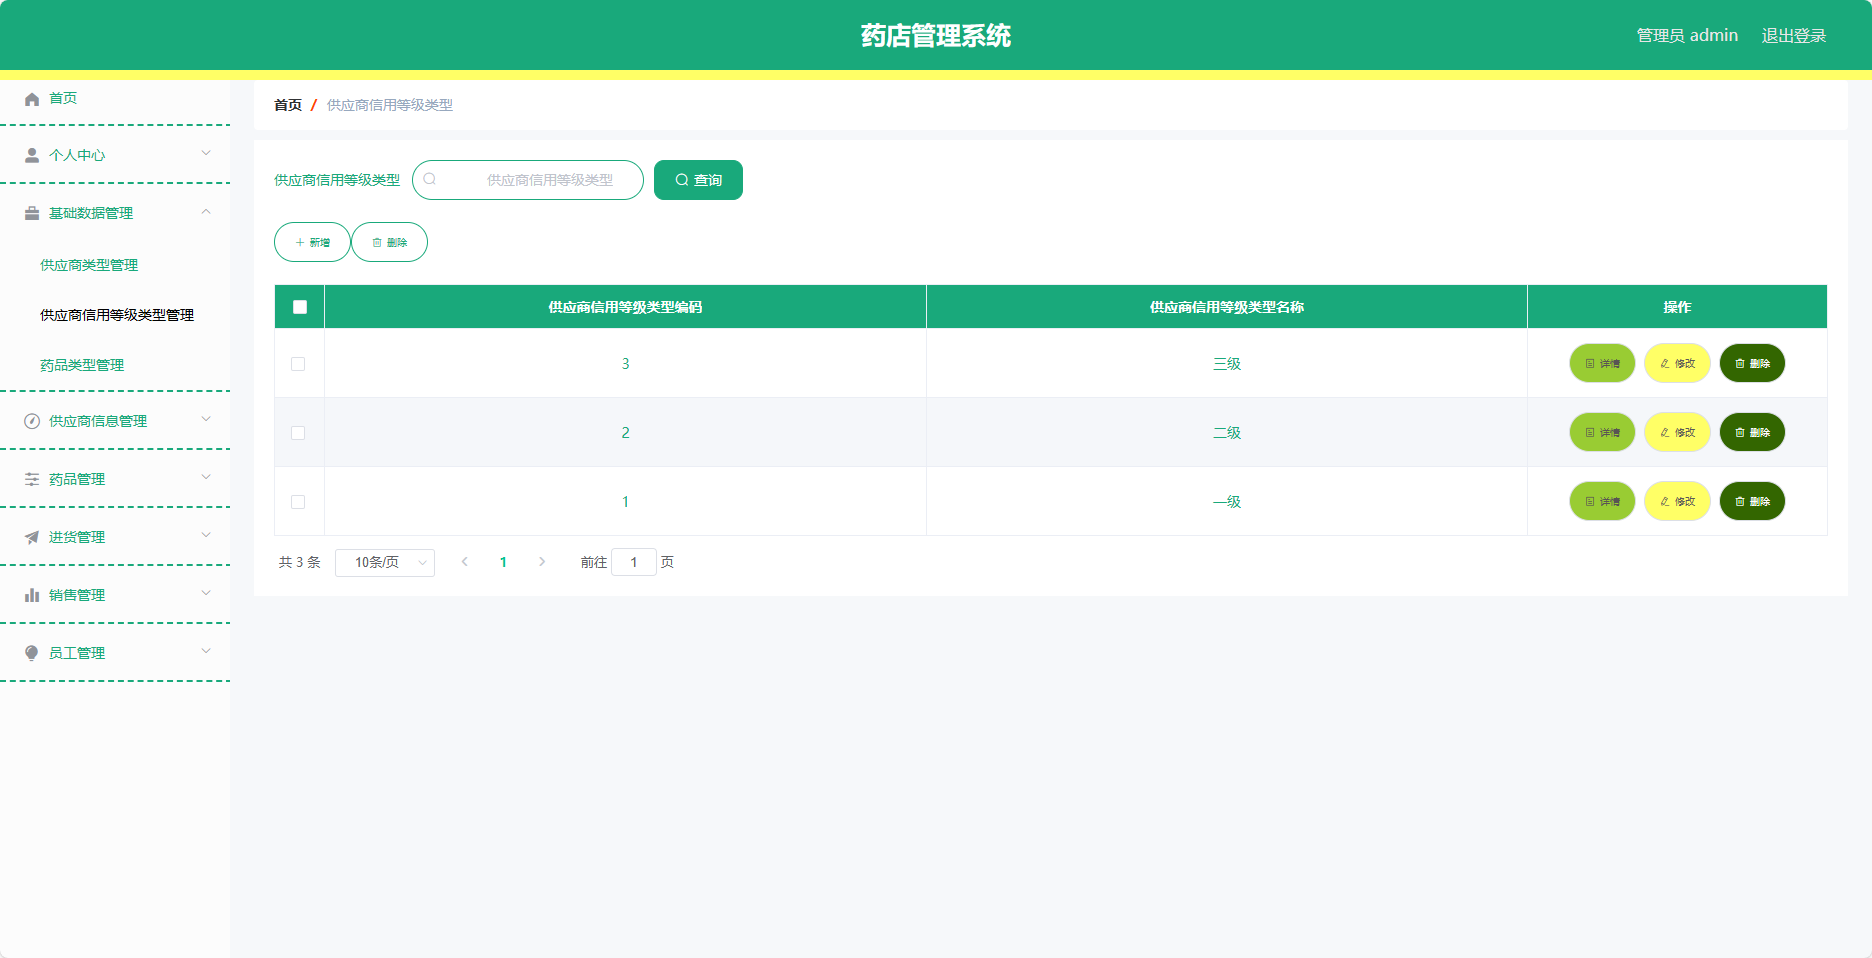 药店管理系统
管理员 admin 退出登录
首页
个人中心
基础数据管理
供应商类型管理
供应商信用等级类型管理
药品类型管理
供应商信息管理
药品管理
进货管理
销售管理
员工管理
首页 / 供应商信用等级类型
供应商信用等级类型 供应商信用等级类型 查询
新增 删除
供应商信用等级类型编码 供应商信用等级类型名称 操作
3 三级 详情 修改 删除
2 二级 详情 修改 删除
1 一级 详情 修改 删除
共 3 条 10条/页 1 前往 1 页